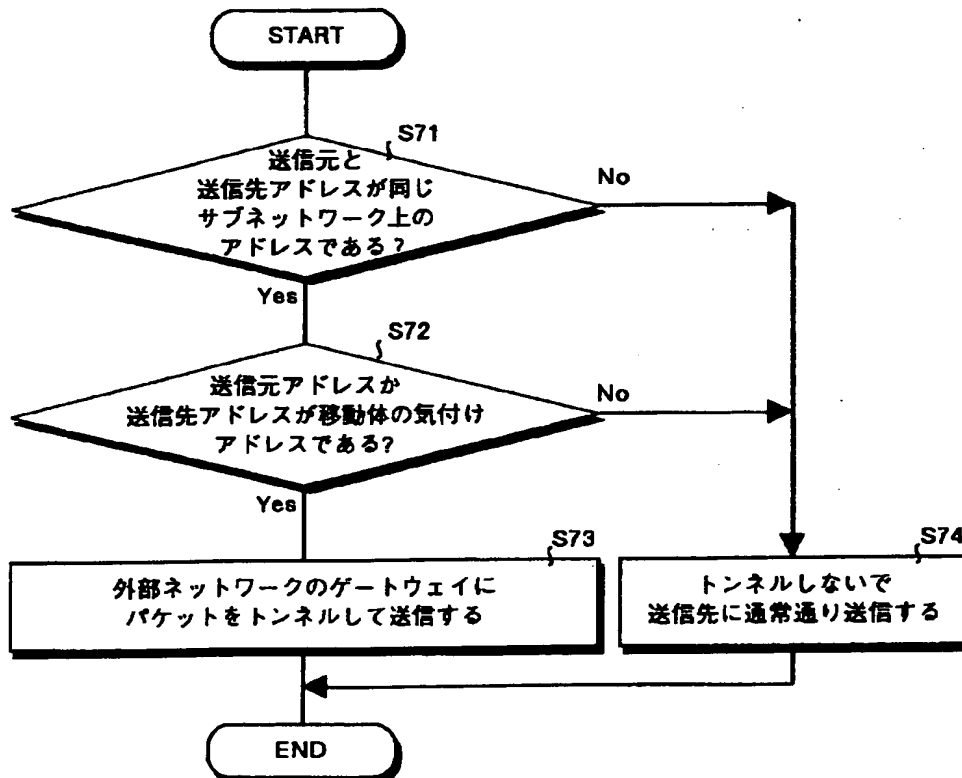 START
S71
送信元と
送信先アドレスが同じ
サブネットワーク上の
アドレスである?
No
Yes
S72
送信元アドレスか
送信先アドレスが移動体の気付け
アドレスである?
No
Yes
S73
外部ネットワークのゲートウェイに
パケットをトンネルして送信する
S74
トンネルしないで
送信先に通常通り送信する
END